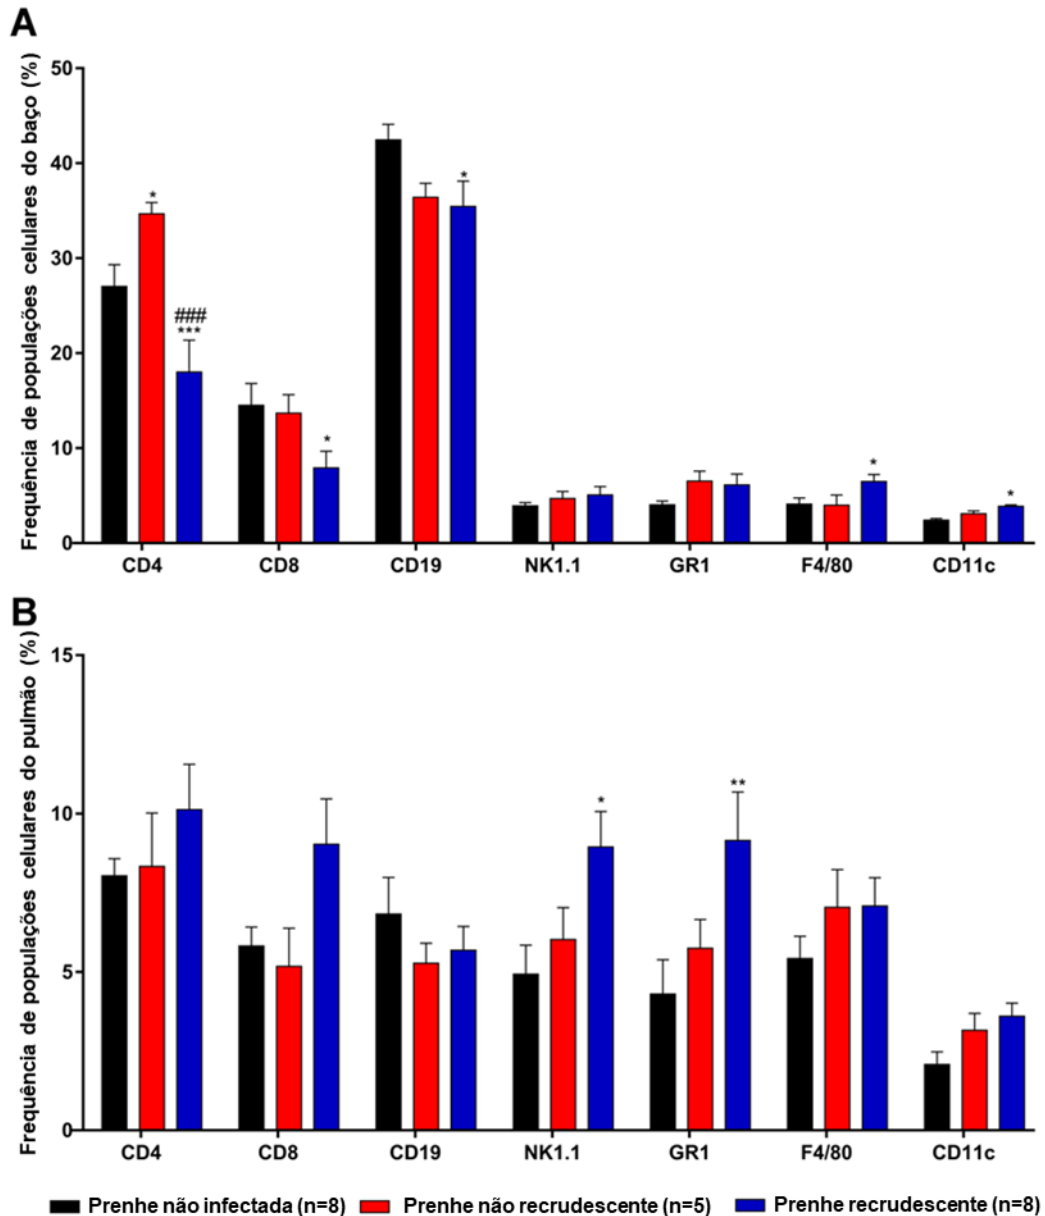 A
Frequência de populações celulares do baço (%)
50
40
30
20
10
0
*
###
***
*
*
*
*
CD4 CD8 CD19 NK1.1 GR1 F4/80 CD11c
B
Frequência de populações celulares do pulmão (%)
15
10
5
0
*
**
CD4 CD8 CD19 NK1.1 GR1 F4/80 CD11c
Prenhe não infectada (n=8) Prenhe não recrudescente (n=5) Prenhe recrudescente (n=8)